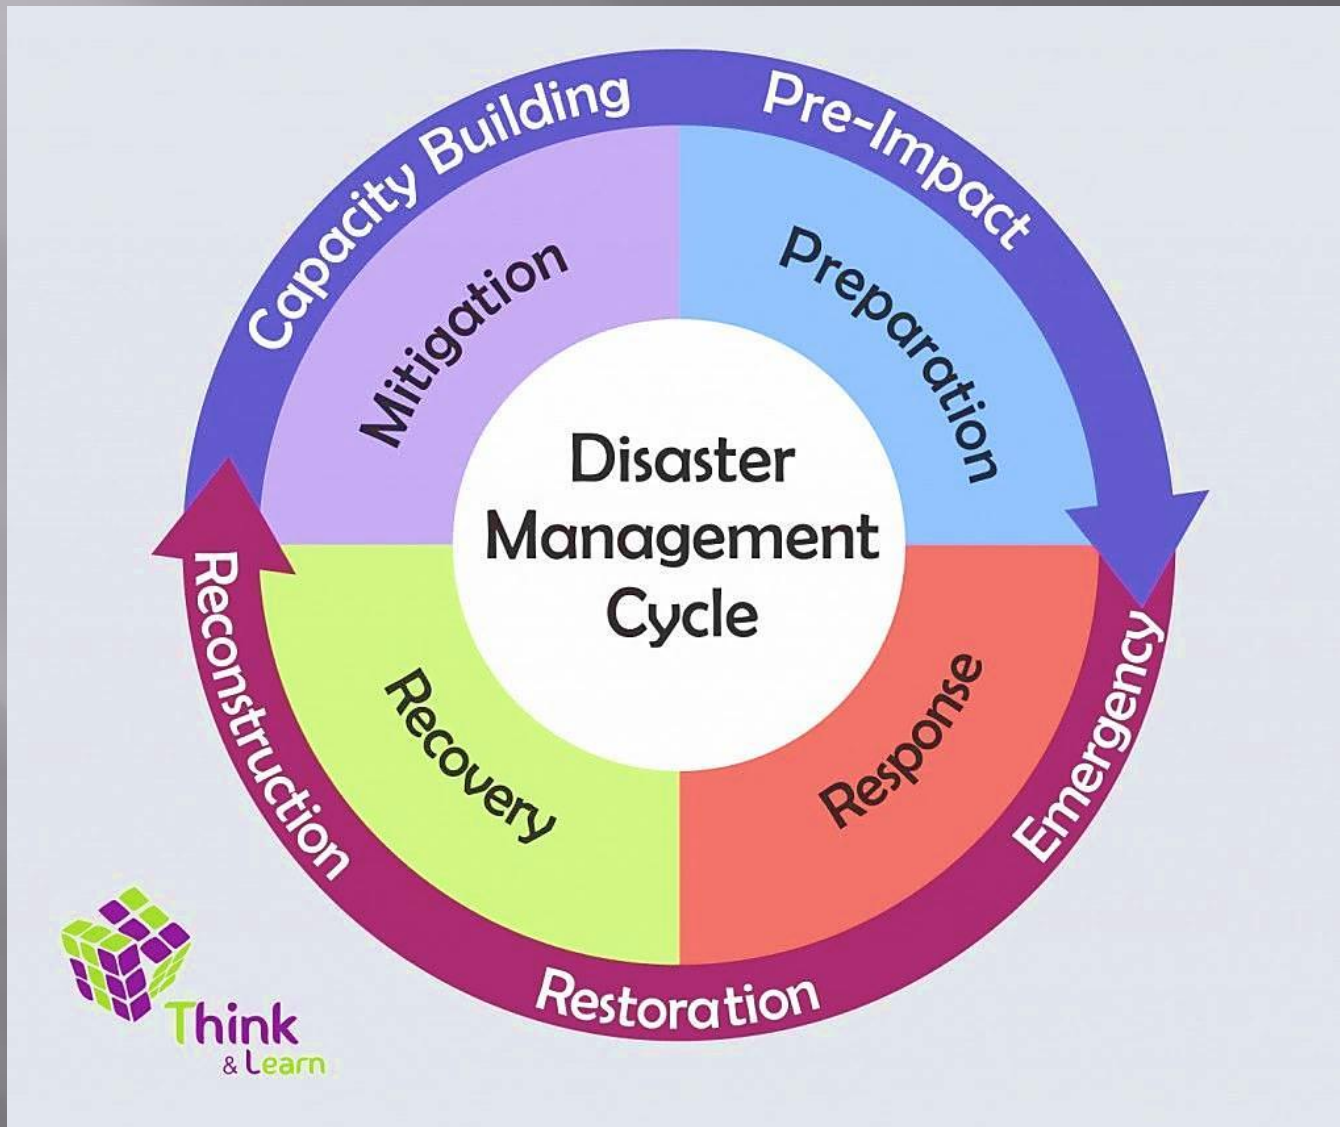 Capacity Building
Pre-Impact
Mitigation
Preparation
Disaster
Management
Cycle
Reconstruction
Recovery
Response
Emergency
Restoration
Think
& Learn